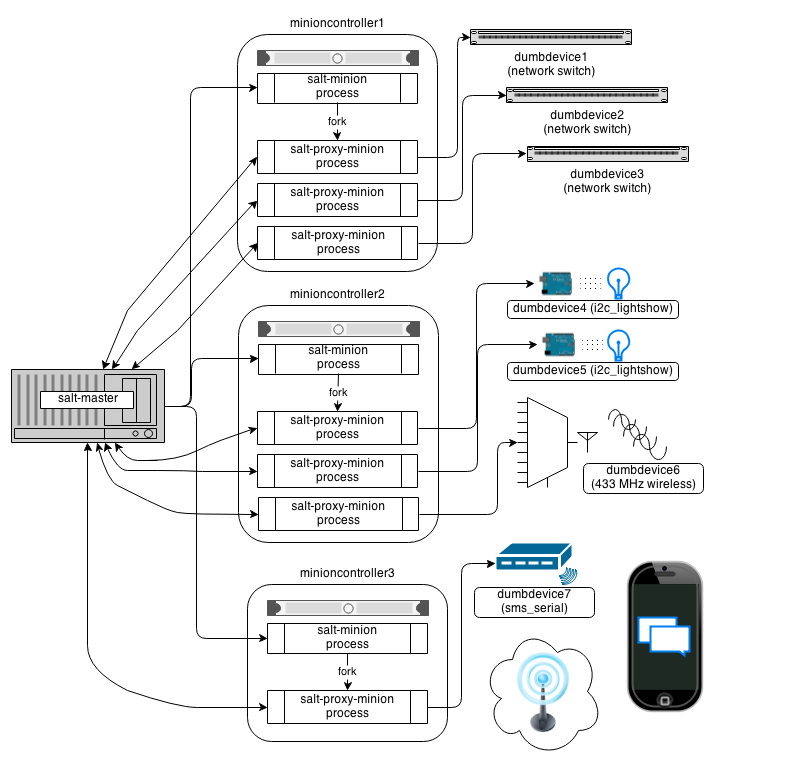 minioncontroller1
salt-minion
process
fork
salt-proxy-minion
process
salt-proxy-minion
process
salt-proxy-minion
process
dumbdevice1
(network switch)
dumbdevice2
(network switch)
dumbdevice3
(network switch)
minioncontroller2
salt-minion
process
fork
salt-proxy-minion
process
salt-proxy-minion
process
salt-proxy-minion
process
dumbdevice4 (i2c_lightshow)
dumbdevice5 (i2c_lightshow)
dumbdevice6
(433 MHz wireless)
salt-master
minioncontroller3
salt-minion
process
fork
salt-proxy-minion
process
dumbdevice7
(sms_serial)